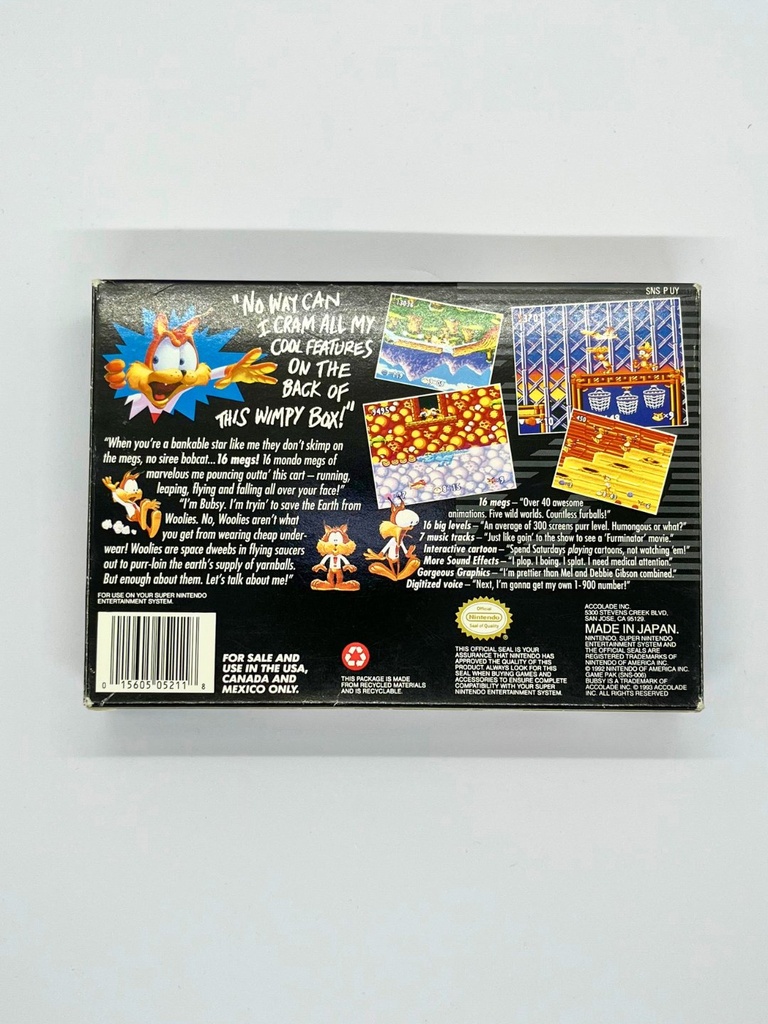 SNS P UY
"NO WAY CAN
I CRAM ALL MY
COOL FEATURES
ON THE
BACK OF
THIS WIMPY BOX!"
"When you're a bankable star like me they don't skimp on
the megs, no siree bobcat...16 megs! 16 mondo megs of
marvelous me pouncing outta' this cart – running,
leaping, flying and falling all over your face!"
"I'm Bubsy. I'm tryin' to save the Earth from
Woolies. No, Woolies aren't what
you get from wearing cheap under-
wear! Woolies are space dweebs in flying saucers
out to purr-loin the earth's supply of yarnballs.
But enough about them. Let's talk about me!"
16 megs – "Over 40 awesome
animations. Five wild worlds. Countless furballs!"
16 big levels – "An average of 300 screens purr level. Humongous or what?"
7 music tracks – "Just like goin' to the show to see a 'Furminator' movie."
Interactive cartoon – "Spend Saturdays playing cartoons, not watching 'em!"
More Sound Effects – "I plop. I boing. I splat. I need medical attention."
Gorgeous Graphics – "I'm prettier than Mel and Debbie Gibson combined."
Digitized voice – "Next, I'm gonna get my own 1-900 number!"
FOR USE ON YOUR SUPER NINTENDO
ENTERTAINMENT SYSTEM.
0 15605 05211 8
FOR SALE AND
USE IN THE USA,
CANADA AND
MEXICO ONLY.
THIS PACKAGE IS MADE
FROM RECYCLED MATERIALS
AND IS RECYCLABLE.
Official
Nintendo
Seal of Quality
THIS OFFICIAL SEAL IS YOUR
ASSURANCE THAT NINTENDO HAS
APPROVED THE QUALITY OF THIS
PRODUCT. ALWAYS LOOK FOR THIS
SEAL WHEN BUYING GAMES AND
ACCESSORIES TO ENSURE COMPLETE
COMPATIBILITY WITH YOUR SUPER
NINTENDO ENTERTAINMENT SYSTEM.
ACCOLADE INC.
5300 STEVENS CREEK BLVD,
SAN JOSE, CA 95129.
MADE IN JAPAN.
NINTENDO, SUPER NINTENDO
ENTERTAINMENT SYSTEM AND
THE OFFICIAL SEALS ARE
REGISTERED TRADEMARKS OF
NINTENDO OF AMERICA INC.
© 1992 NINTENDO OF AMERICA INC.
GAME PAK (SNS-006)
BUBSY IS A TRADEMARK OF
ACCOLADE INC. © 1993 ACCOLADE
INC. ALL RIGHTS RESERVED